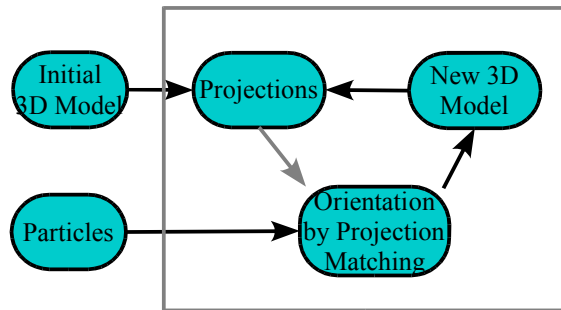 Initial
3D Model
Projections
New 3D
Model
Particles
Orientation
by Projection
Matching